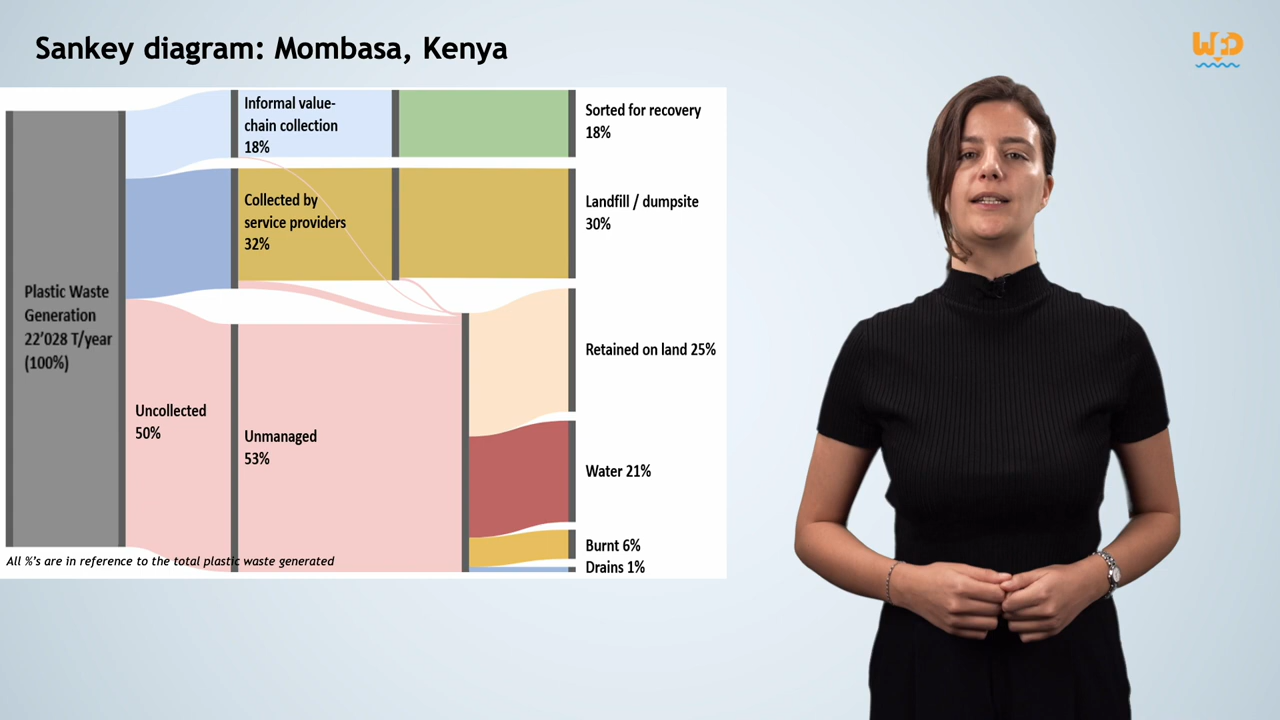 Sankey diagram: Mombasa, Kenya
WFD
Informal value-
chain collection
18%
Sorted for recovery
18%
Collected by
service providers
32%
Landfill / dumpsite
30%
Plastic Waste
Generation
22’028 T/year
(100%)
Uncollected
50%
Unmanaged
53%
Retained on land 25%
Water 21%
Burnt 6%
Drains 1%
All %'s are in reference to the total plastic waste generated